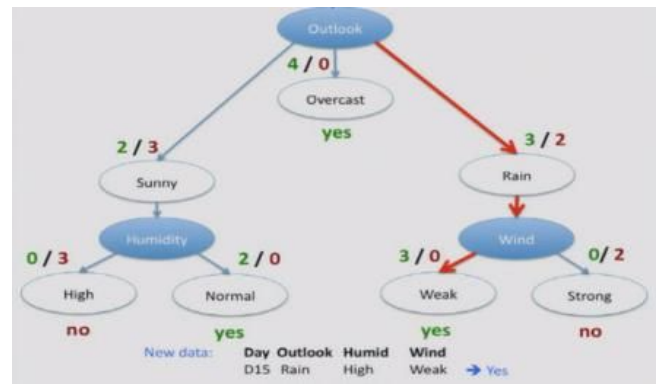 Outlook
4 / 0
Overcast
yes
2 / 3
3 / 2
Sunny
Rain
Humidity
Wind
0 / 3
2 / 0
3 / 0
0/ 2
High
Normal
Weak
Strong
no
yes
yes
no
New data: Day Outlook Humid Wind
D15 Rain High Weak → Yes